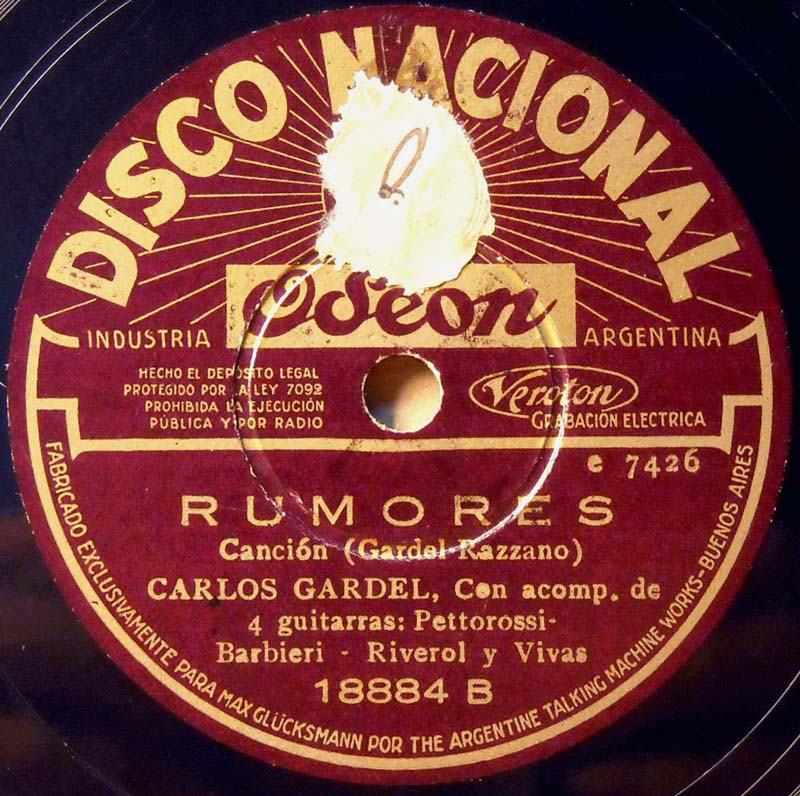 DISCO NACIONAL
Odeon
INDUSTRIA
ARGENTINA
HECHO EL DEPOSITO LEGAL
PROTEGIDO POR LA LEY 7092
PROHIBIDA LA EJECUCIÓN
PÚBLICA Y POR RADIO
Veroton
GRABACIÓN ELECTRICA
e 7426
RUMORES
Canción (Gardel-Razzano)
CARLOS GARDEL, Con acomp. de
4 guitarras: Pettorossi-
Barbieri - Riverol y Vivas
18884 B
FABRICADO EXCLUSIVAMENTE PARA MAX GLÜCKSMANN POR THE ARGENTINE TALKING MACHINE WORKS-BUENOS AIRES